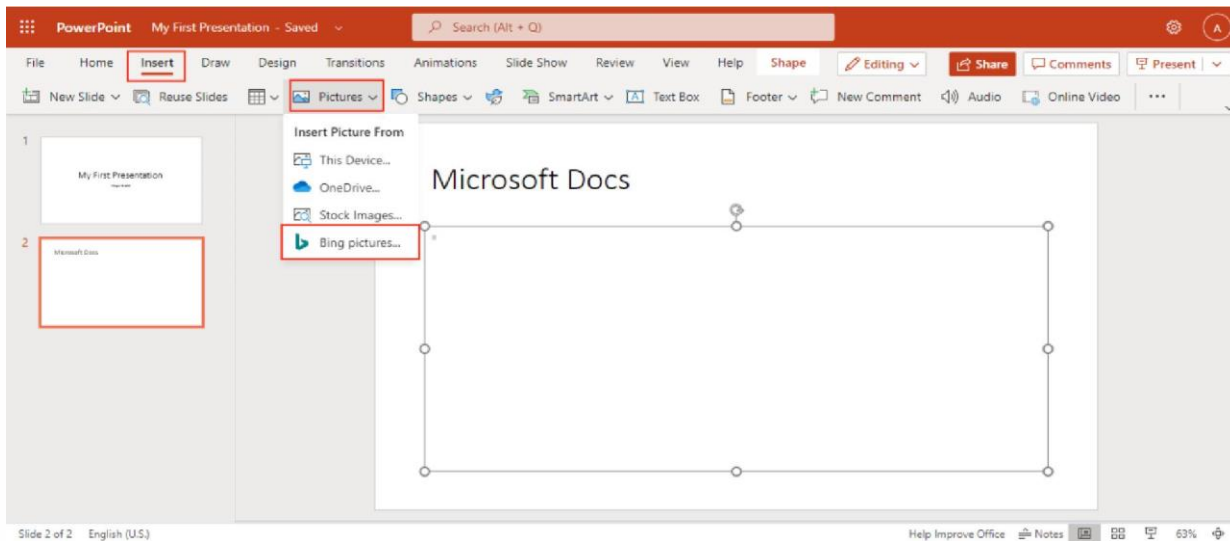 PowerPoint My First Presentation - Saved Search (Alt + Q) A
File Home Insert Draw Design Transitions Animations Slide Show Review View Help Shape Editing Share Comments Present
New Slide Reuse Slides Pictures Shapes SmartArt A Text Box Footer New Comment Audio Online Video ...
Insert Picture From
This Device...
OneDrive...
Stock Images...
Bing pictures...
1
My First Presentation
2
Microsoft Docs
Microsoft Docs
Slide 2 of 2 English (U.S.) Help Improve Office Notes 63%